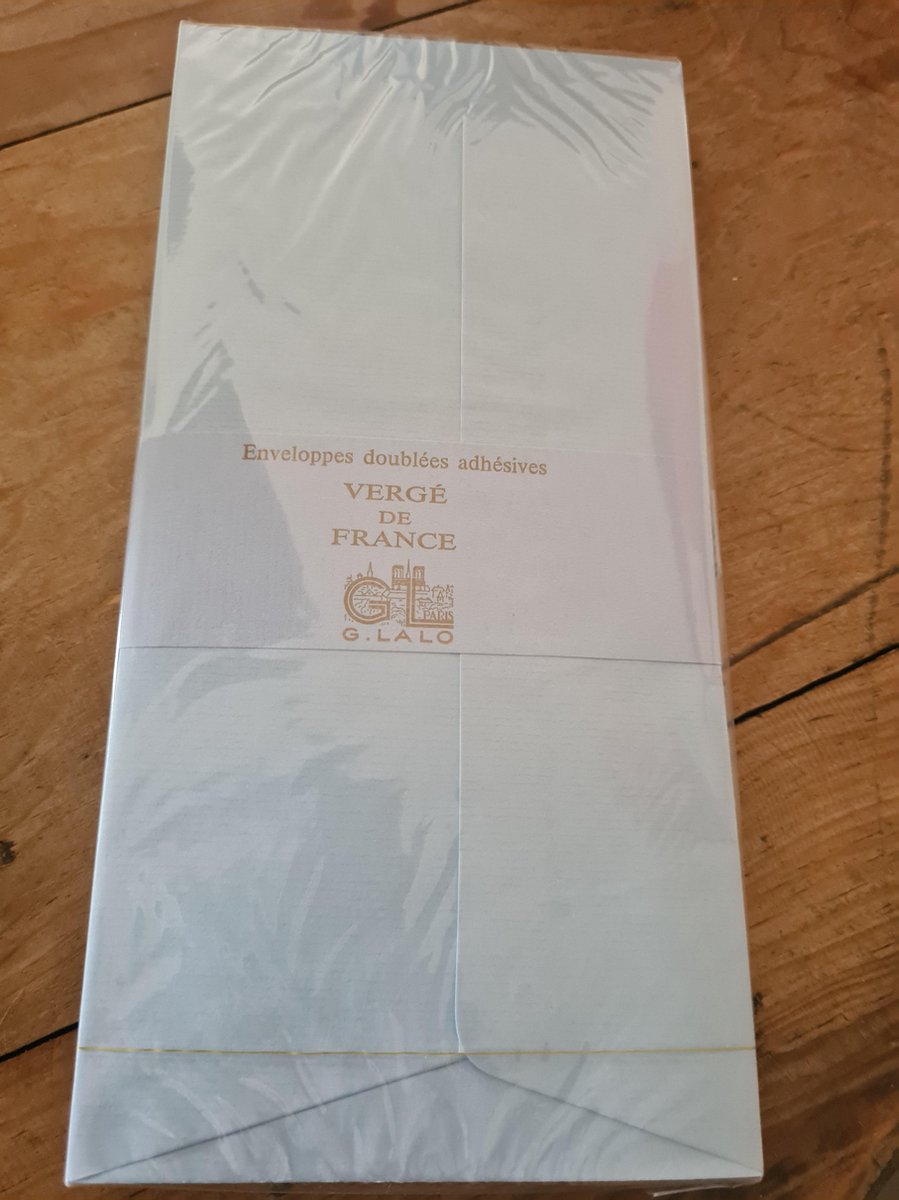 Enveloppes doublées adhésives
VERGÉ
DE
FRANCE
GL
PARIS
G. LALO